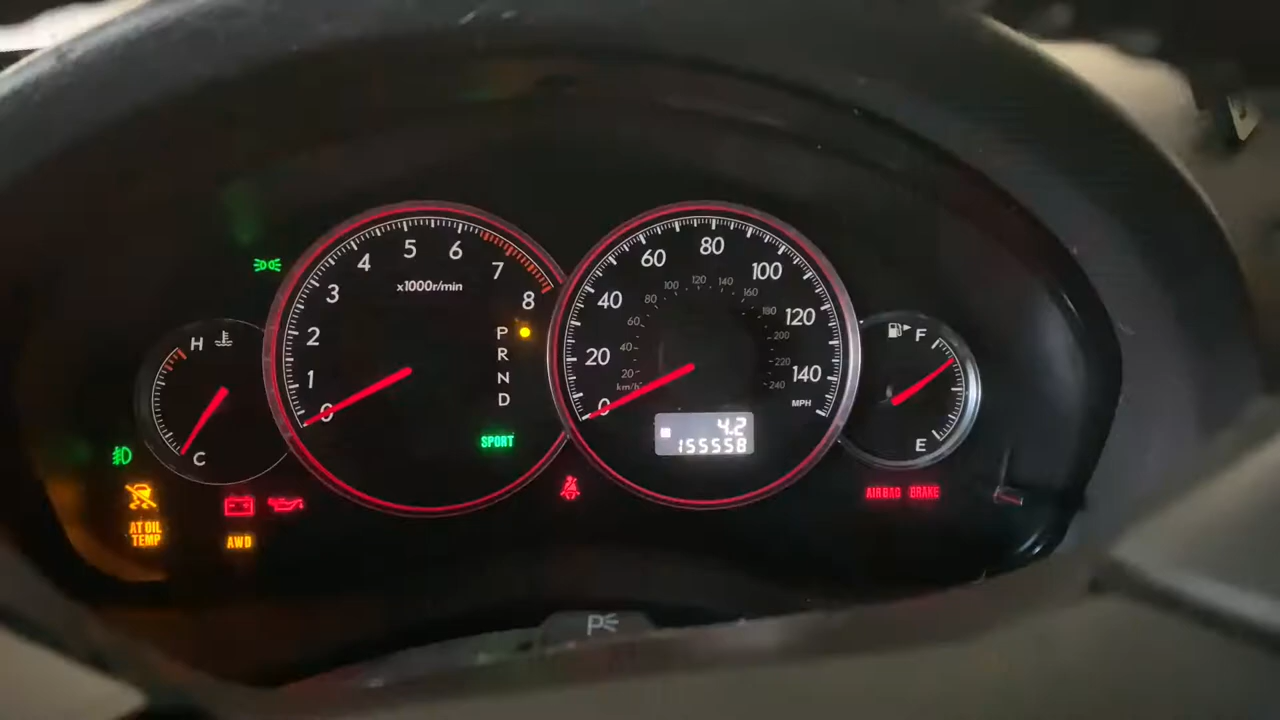 0
1
2
3
4
5
6
7
8
x1000r/min
P
R
N
D
SPORT
0
20
40
60
80
100
120
140
MPH
km/h
20
40
60
80
100
120
140
160
180
200
220
240
4.2
155558
H
C
F
E
AT OIL
TEMP
AWD
AIRBAG BRAKE
P